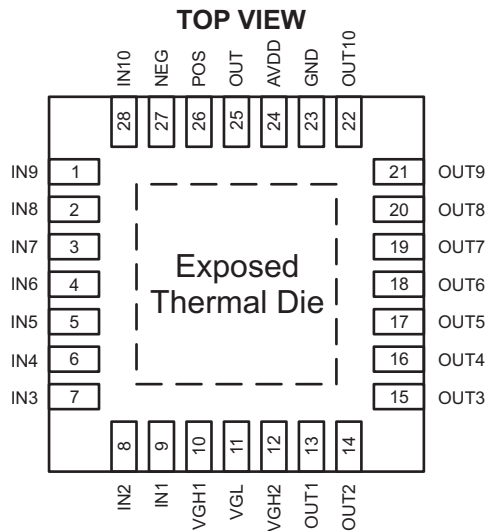 TOP VIEW
IN10 NEG POS OUT AVDD GND OUT10
28 27 26 25 24 23 22
IN9 1 21 OUT9
IN8 2 20 OUT8
IN7 3 19 OUT7
IN6 4 18 OUT6
IN5 5 17 OUT5
IN4 6 16 OUT4
IN3 7 15 OUT3
Exposed
Thermal Die
8 9 10 11 12 13 14
IN2 IN1 VGH1 VGL VGH2 OUT1 OUT2